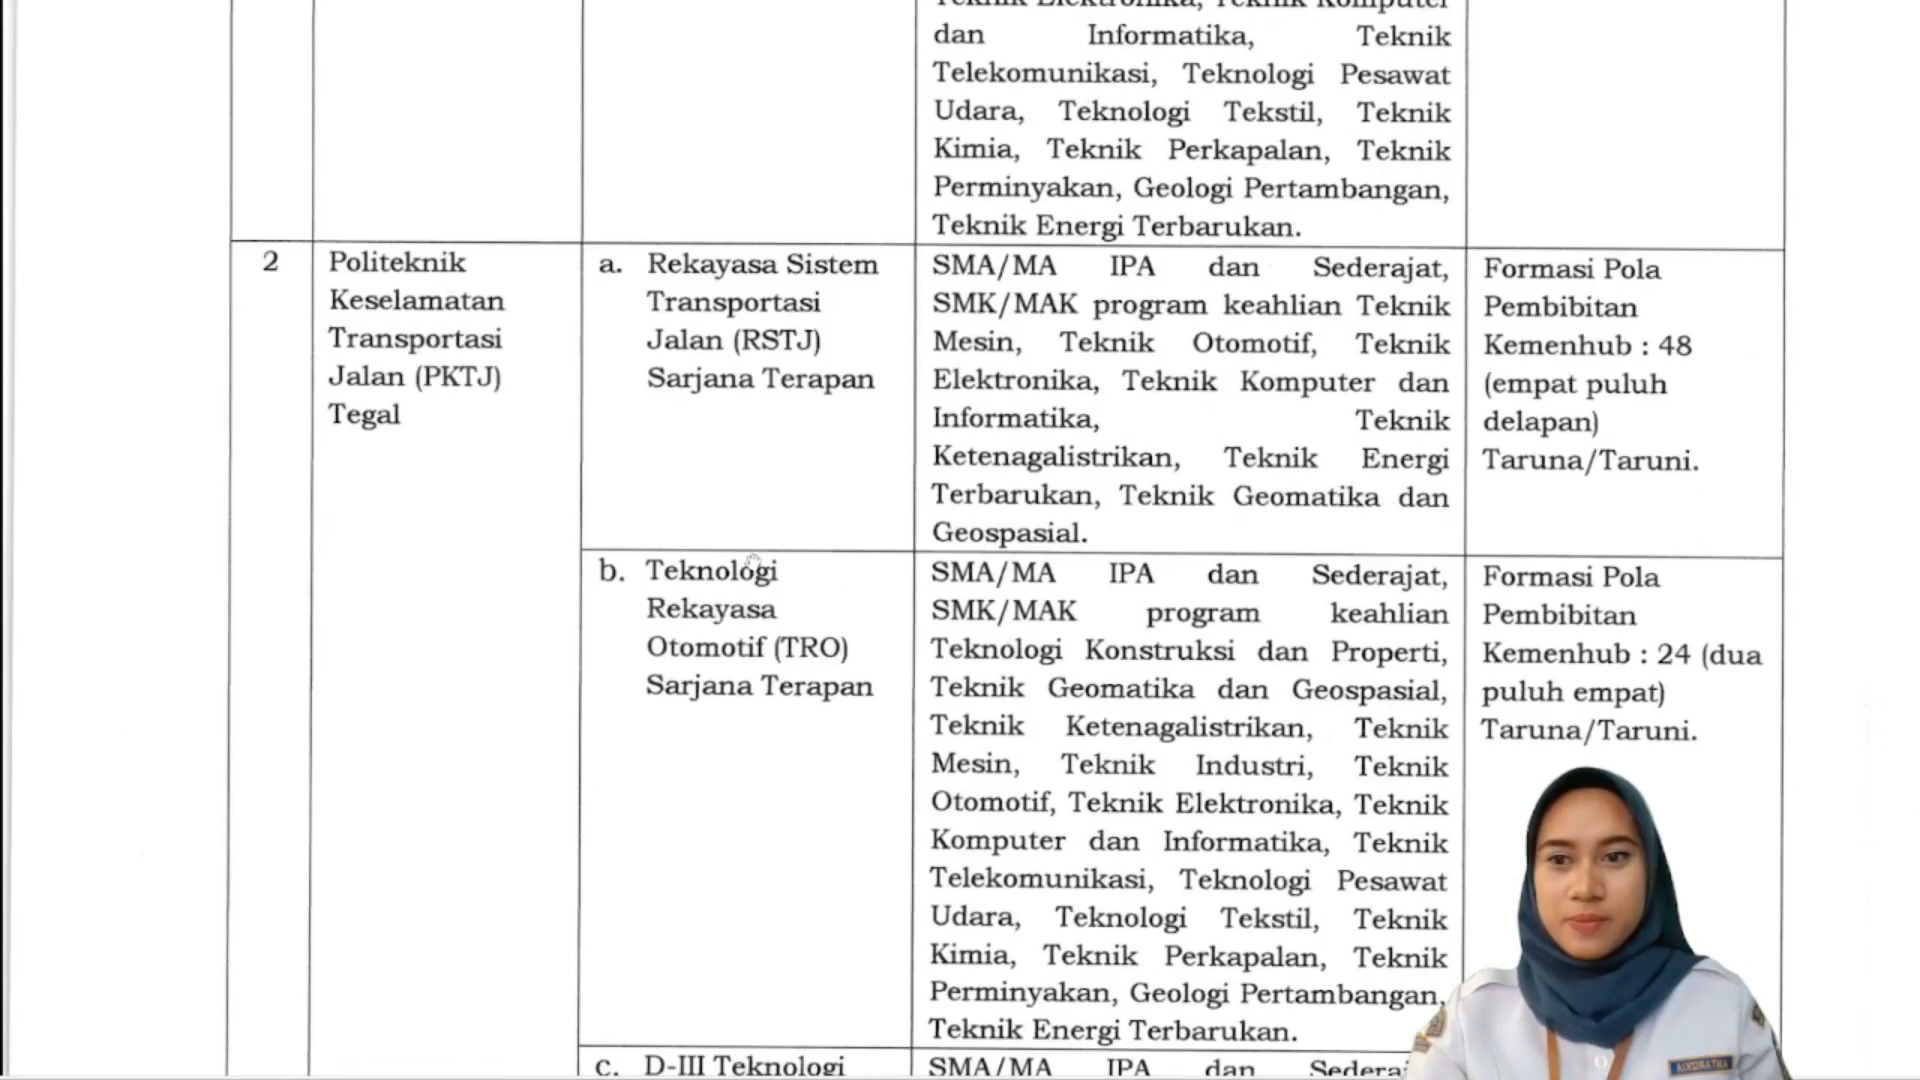 Teknik Elektronika, Teknik Komputer
dan Informatika, Teknik
Telekomunikasi, Teknologi Pesawat
Udara, Teknologi Tekstil, Teknik
Kimia, Teknik Perkapalan, Teknik
Perminyakan, Geologi Pertambangan,
Teknik Energi Terbarukan.
2
Politeknik
Keselamatan
Transportasi
Jalan (PKTJ)
Tegal
a. Rekayasa Sistem
Transportasi
Jalan (RSTJ)
Sarjana Terapan
SMA/MA IPA dan Sederajat,
SMK/MAK program keahlian Teknik
Mesin, Teknik Otomotif, Teknik
Elektronika, Teknik Komputer dan
Informatika, Teknik
Ketenagalistrikan, Teknik Energi
Terbarukan, Teknik Geomatika dan
Geospasial.
Formasi Pola
Pembibitan
Kemenhub : 48
(empat puluh
delapan)
Taruna/Taruni.
b. Teknologi
Rekayasa
Otomotif (TRO)
Sarjana Terapan
SMA/MA IPA dan Sederajat,
SMK/MAK program keahlian
Teknologi Konstruksi dan Properti,
Teknik Geomatika dan Geospasial,
Teknik Ketenagalistrikan, Teknik
Mesin, Teknik Industri, Teknik
Otomotif, Teknik Elektronika, Teknik
Komputer dan Informatika, Teknik
Telekomunikasi, Teknologi Pesawat
Udara, Teknologi Tekstil, Teknik
Kimia, Teknik Perkapalan, Teknik
Perminyakan, Geologi Pertambangan,
Teknik Energi Terbarukan.
Formasi Pola
Pembibitan
Kemenhub : 24 (dua
puluh empat)
Taruna/Taruni.
c. D-III Teknologi
SMA/MA IPA dan